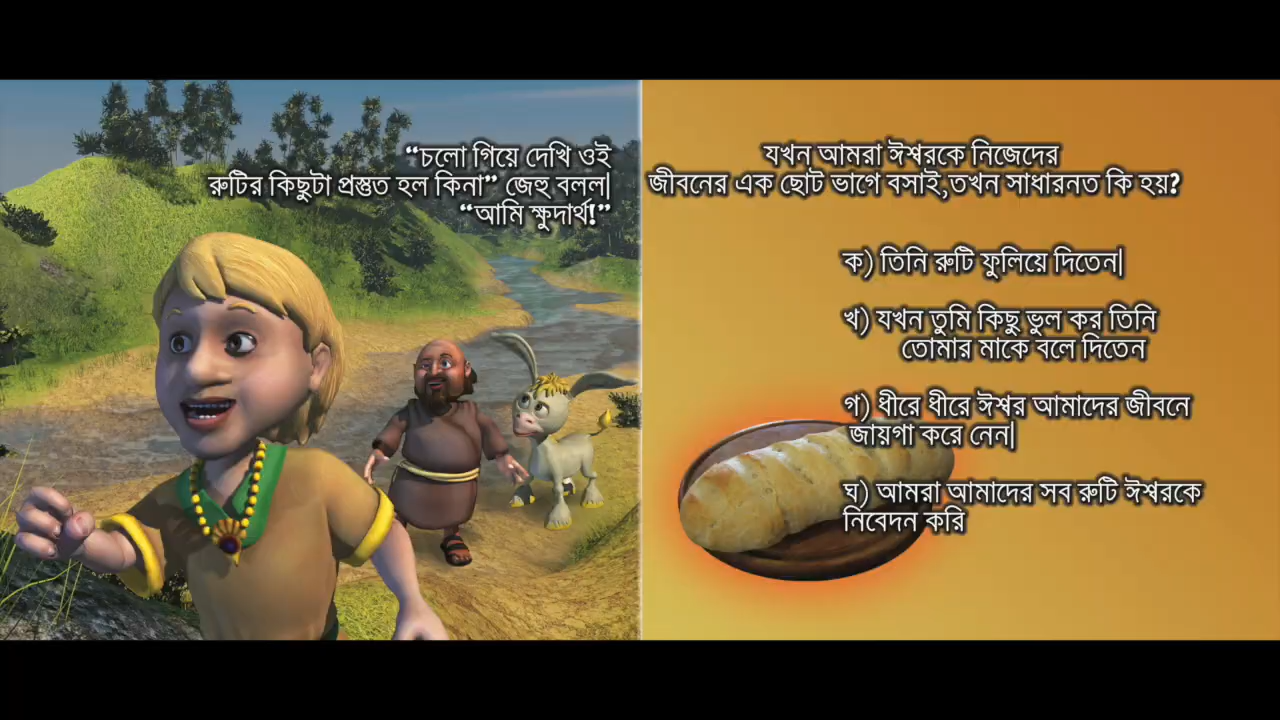 “চলো গিয়ে দেখি ওই
রুটির কিছুটা প্রস্তুত হল কিনা” জেহু বলল|
“আমি ক্ষুদার্থ!”
যখন আমরা ঈশ্বরকে নিজেদের
জীবনের এক ছোট ভাগে বসাই,তখন সাধারনত কি হয়?
ক) তিনি রুটি ফুলিয়ে দিতেন|
খ) যখন তুমি কিছু ভুল কর তিনি
তোমার মাকে বলে দিতেন
গ) ধীরে ধীরে ঈশ্বর আমাদের জীবনে
জায়গা করে নেন|
ঘ) আমরা আমাদের সব রুটি ঈশ্বরকে
নিবেদন করি